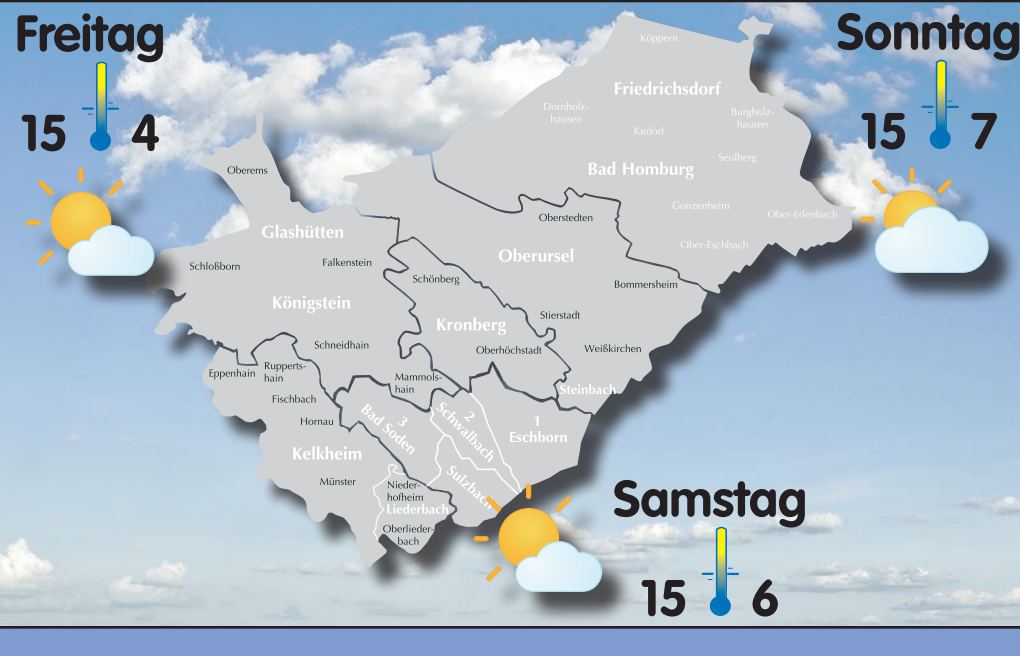 Freitag
15 4
Sonntag
15 7
Köppern
Friedrichsdorf
Dornholz-
hausen
Burgholz-
hausen
Kirdorf
Seulberg
Bad Homburg
Oberems
Gonzenheim
Ober-Erlenbach
Oberstedten
Glashütten
Ober-Eschbach
Oberursel
Schloßborn
Falkenstein
Schönberg
Bommersheim
Königstein
Stierstadt
Kronberg
Schneidhain
Oberhöchstadt
Weißkirchen
Eppenhain
Rupperts-
hain
Mammols-
hain
Steinbach
Fischbach
Hornau
3
Bad Soden
2
Schwalbach
1
Eschborn
Kelkheim
Münster
Nieder-
hofheim
Sulzbach
Liederbach
Oberlieder-
bach
Samstag
15 6